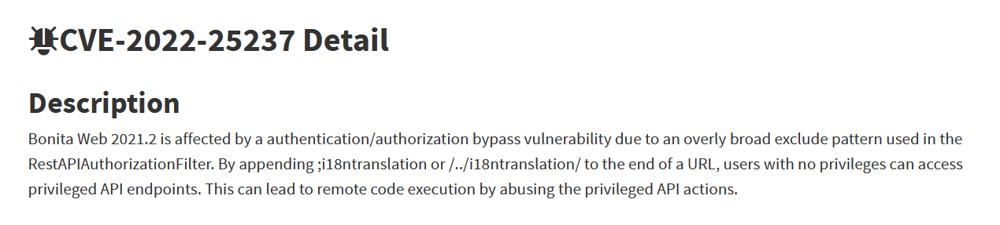 CVE-2022-25237 Detail
Description
Bonita Web 2021.2 is affected by a authentication/authorization bypass vulnerability due to an overly broad exclude pattern used in the
RestAPIAuthorizationFilter. By appending ;i18ntranslation or /../i18ntranslation/ to the end of a URL, users with no privileges can access
privileged API endpoints. This can lead to remote code execution by abusing the privileged API actions.